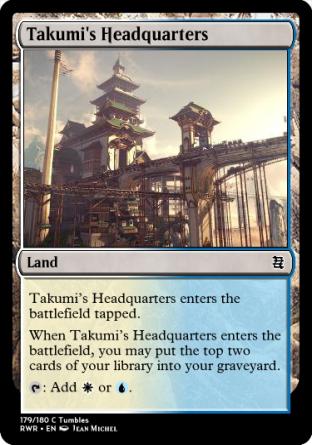 Takumi's Headquarters
Land
Takumi's Headquarters enters the
battlefield tapped.
When Takumi's Headquarters enters the
battlefield, you may put the top two
cards of your library into your graveyard.
: Add or .
179/180 C Tumbles
RWR • EN Jean Michel